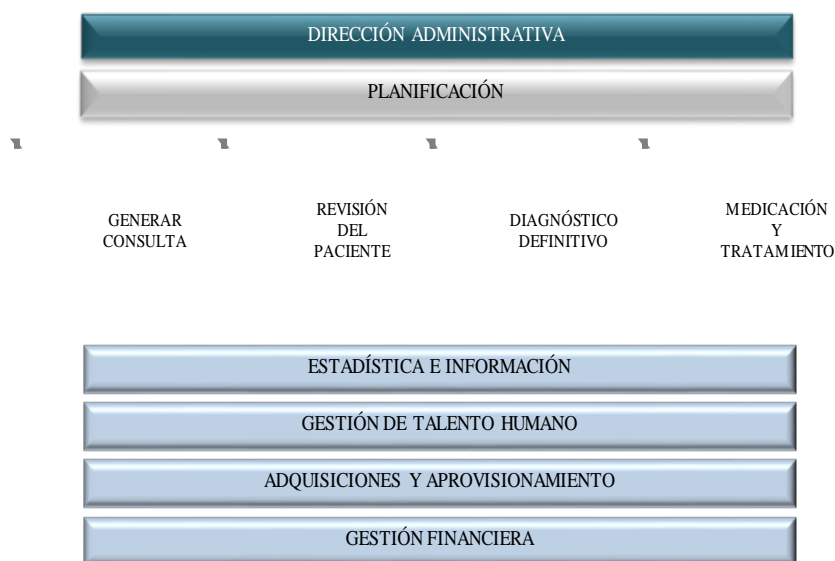 DIRECCIÓN ADMINISTRATIVA
PLANIFICACIÓN
GENERAR
CONSULTA
REVISIÓN
DEL
PACIENTE
DIAGNÓSTICO
DEFINITIVO
MEDICACIÓN
Y
TRATAMIENTO
ESTADÍSTICA E INFORMACIÓN
GESTIÓN DE TALENTO HUMANO
ADQUISICIONES Y APROVISIONAMIENTO
GESTIÓN FINANCIERA